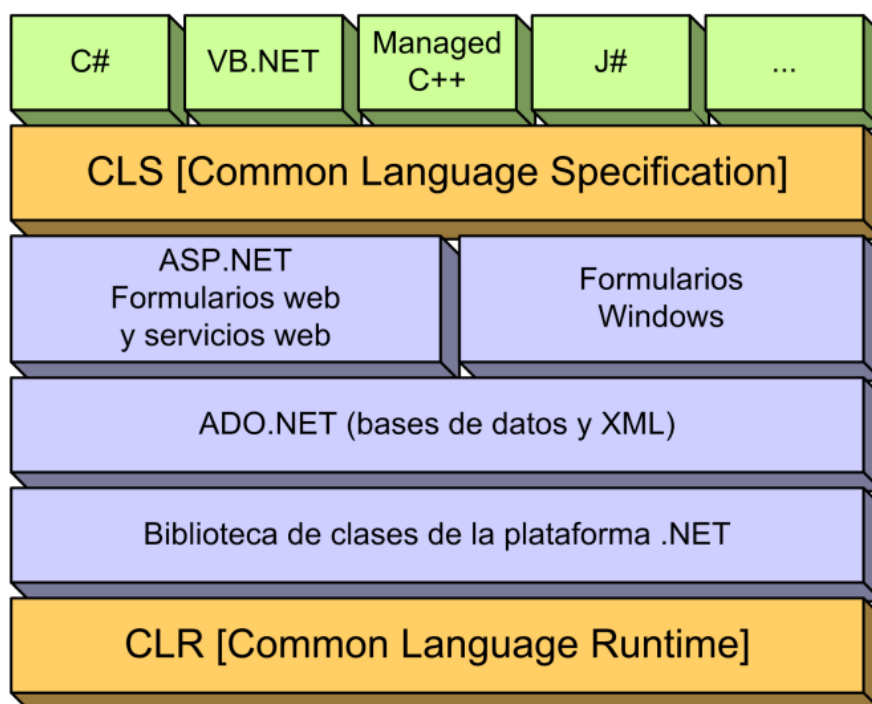 C#
VB.NET
Managed
C++
J#
...
CLS [Common Language Specification]
ASP.NET
Formularios web
y servicios web
Formularios
Windows
ADO.NET (bases de datos y XML)
Biblioteca de clases de la plataforma .NET
CLR [Common Language Runtime]